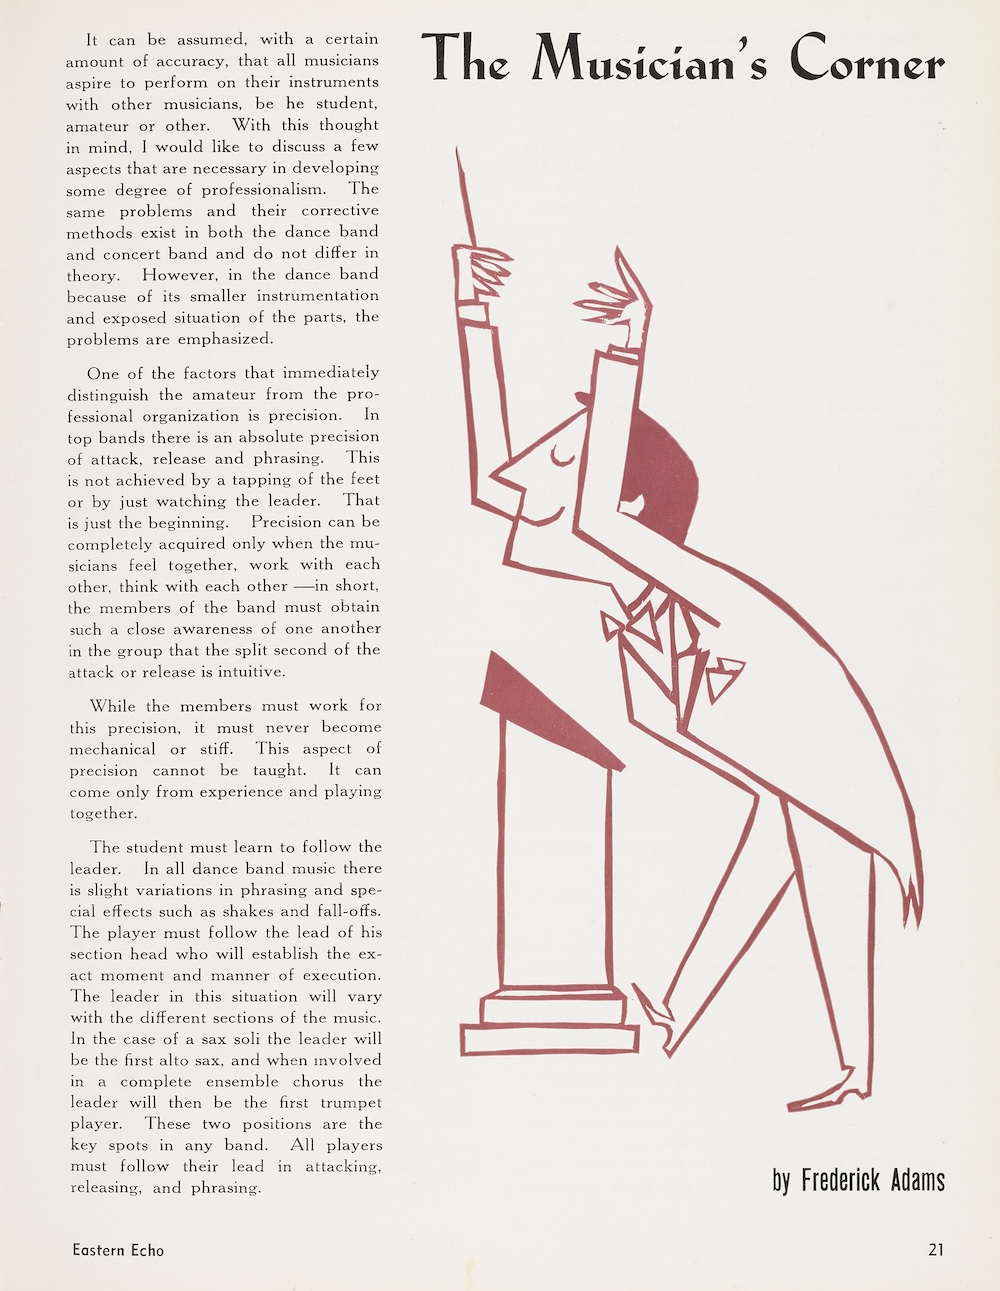 The Musician's Corner
It can be assumed, with a certain
amount of accuracy, that all musicians
aspire to perform on their instruments
with other musicians, be he student,
amateur or other. With this thought
in mind, I would like to discuss a few
aspects that are necessary in developing
some degree of professionalism. The
same problems and their corrective
methods exist in both the dance band
and concert band and do not differ in
theory. However, in the dance band
because of its smaller instrumentation
and exposed situation of the parts, the
problems are emphasized.
One of the factors that immediately
distinguish the amateur from the pro-
fessional organization is precision. In
top bands there is an absolute precision
of attack, release and phrasing. This
is not achieved by a tapping of the feet
or by just watching the leader. That
is just the beginning. Precision can be
completely acquired only when the mu-
sicians feel together, work with each
other, think with each other —in short,
the members of the band must obtain
such a close awareness of one another
in the group that the split second of the
attack or release is intuitive.
While the members must work for
this precision, it must never become
mechanical or stiff. This aspect of
precision cannot be taught. It can
come only from experience and playing
together.
The student must learn to follow the
leader. In all dance band music there
is slight variations in phrasing and spe-
cial effects such as shakes and fall-offs.
The player must follow the lead of his
section head who will establish the ex-
act moment and manner of execution.
The leader in this situation will vary
with the different sections of the music.
In the case of a sax soli the leader will
be the first alto sax, and when involved
in a complete ensemble chorus the
leader will then be the first trumpet
player. These two positions are the
key spots in any band. All players
must follow their lead in attacking,
releasing, and phrasing.
by Frederick Adams
Eastern Echo
21